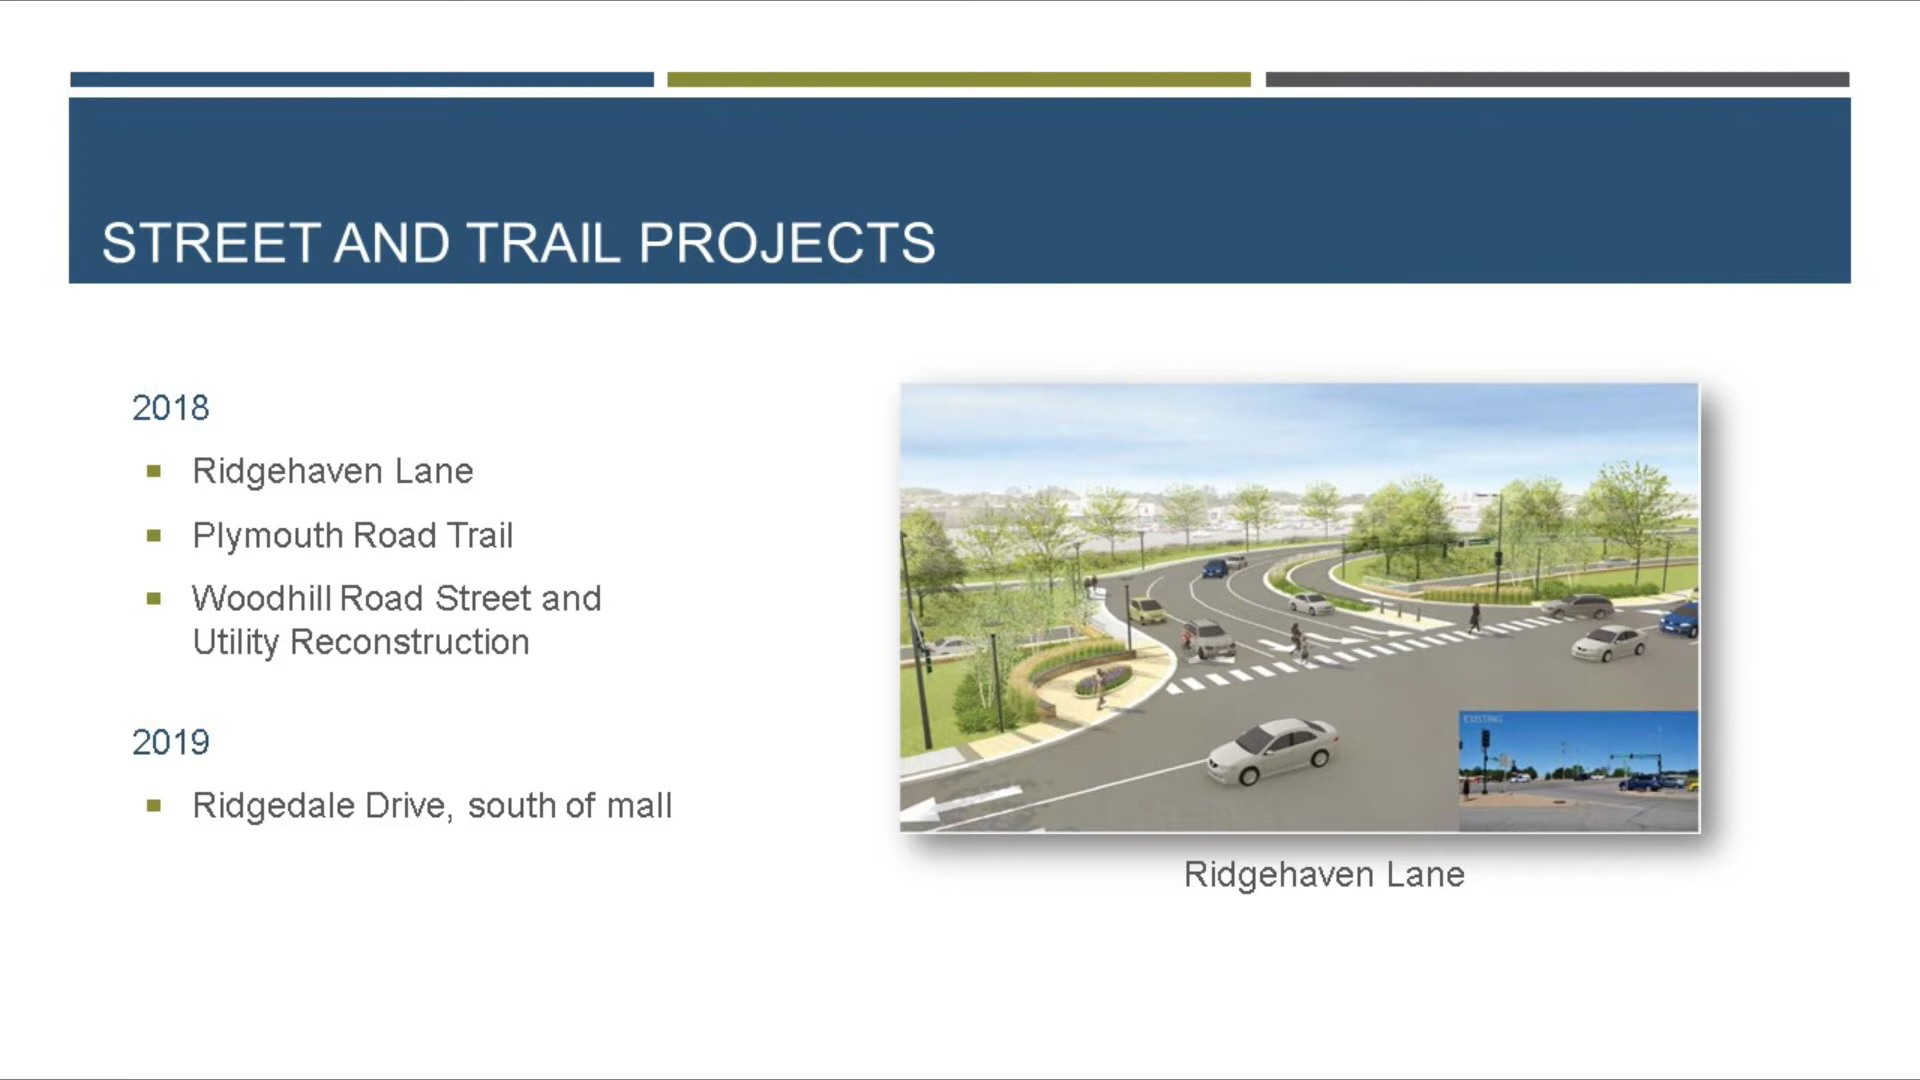 STREET AND TRAIL PROJECTS
2018
Ridgehaven Lane
Plymouth Road Trail
Woodhill Road Street and
Utility Reconstruction
2019
Ridgedale Drive, south of mall
EXISTING
Ridgehaven Lane